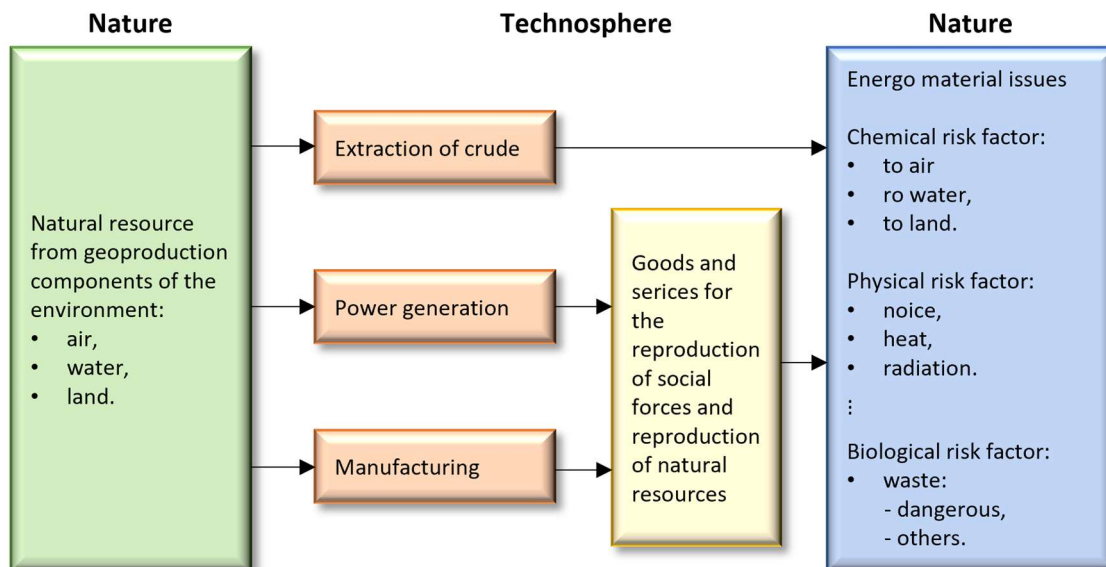 Nature
Technosphere
Nature
Natural resource
from geoproduction
components of the
environment:
• air,
• water,
• land.
Extraction of crude
Power generation
Manufacturing
Goods and
serices for
the
reproduction
of social
forces and
reproduction
of natural
resources
Energo material issues
Chemical risk factor:
• to air
• ro water,
• to land.
Physical risk factor:
• noice,
• heat,
• radiation.
⁝
Biological risk factor:
• waste:
- dangerous,
- others.